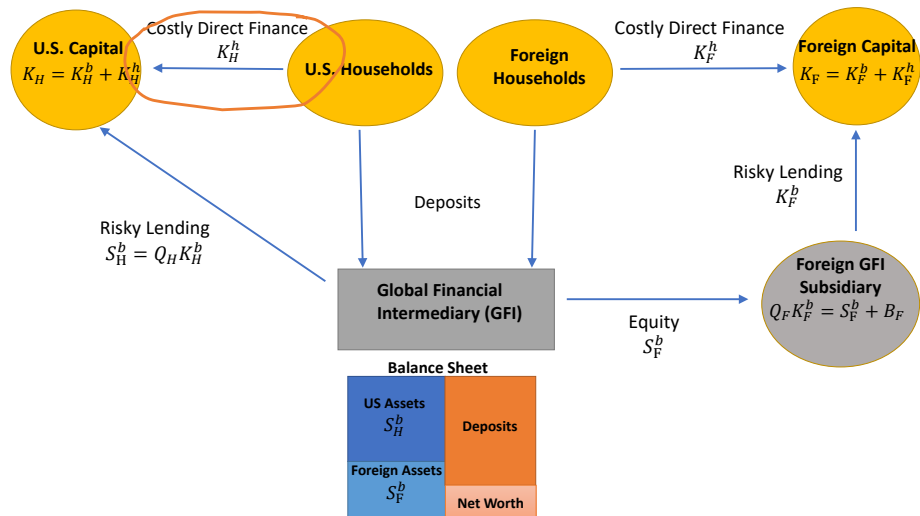 Costly Direct Finance
K_H^h
U.S. Capital
K_H = K_H^b + K_H^h
U.S. Households
Foreign
Households
Costly Direct Finance
K_F^h
Foreign Capital
K_F = K_F^b + K_F^h
Risky Lending
S_H^b = Q_H K_H^b
Deposits
Risky Lending
K_F^b
Global Financial
Intermediary (GFI)
Equity
S_F^b
Foreign GFI
Subsidiary
Q_F K_F^b = S_F^b + B_F
Balance Sheet
US Assets
S_H^b
Deposits
Foreign Assets
S_F^b
Net Worth